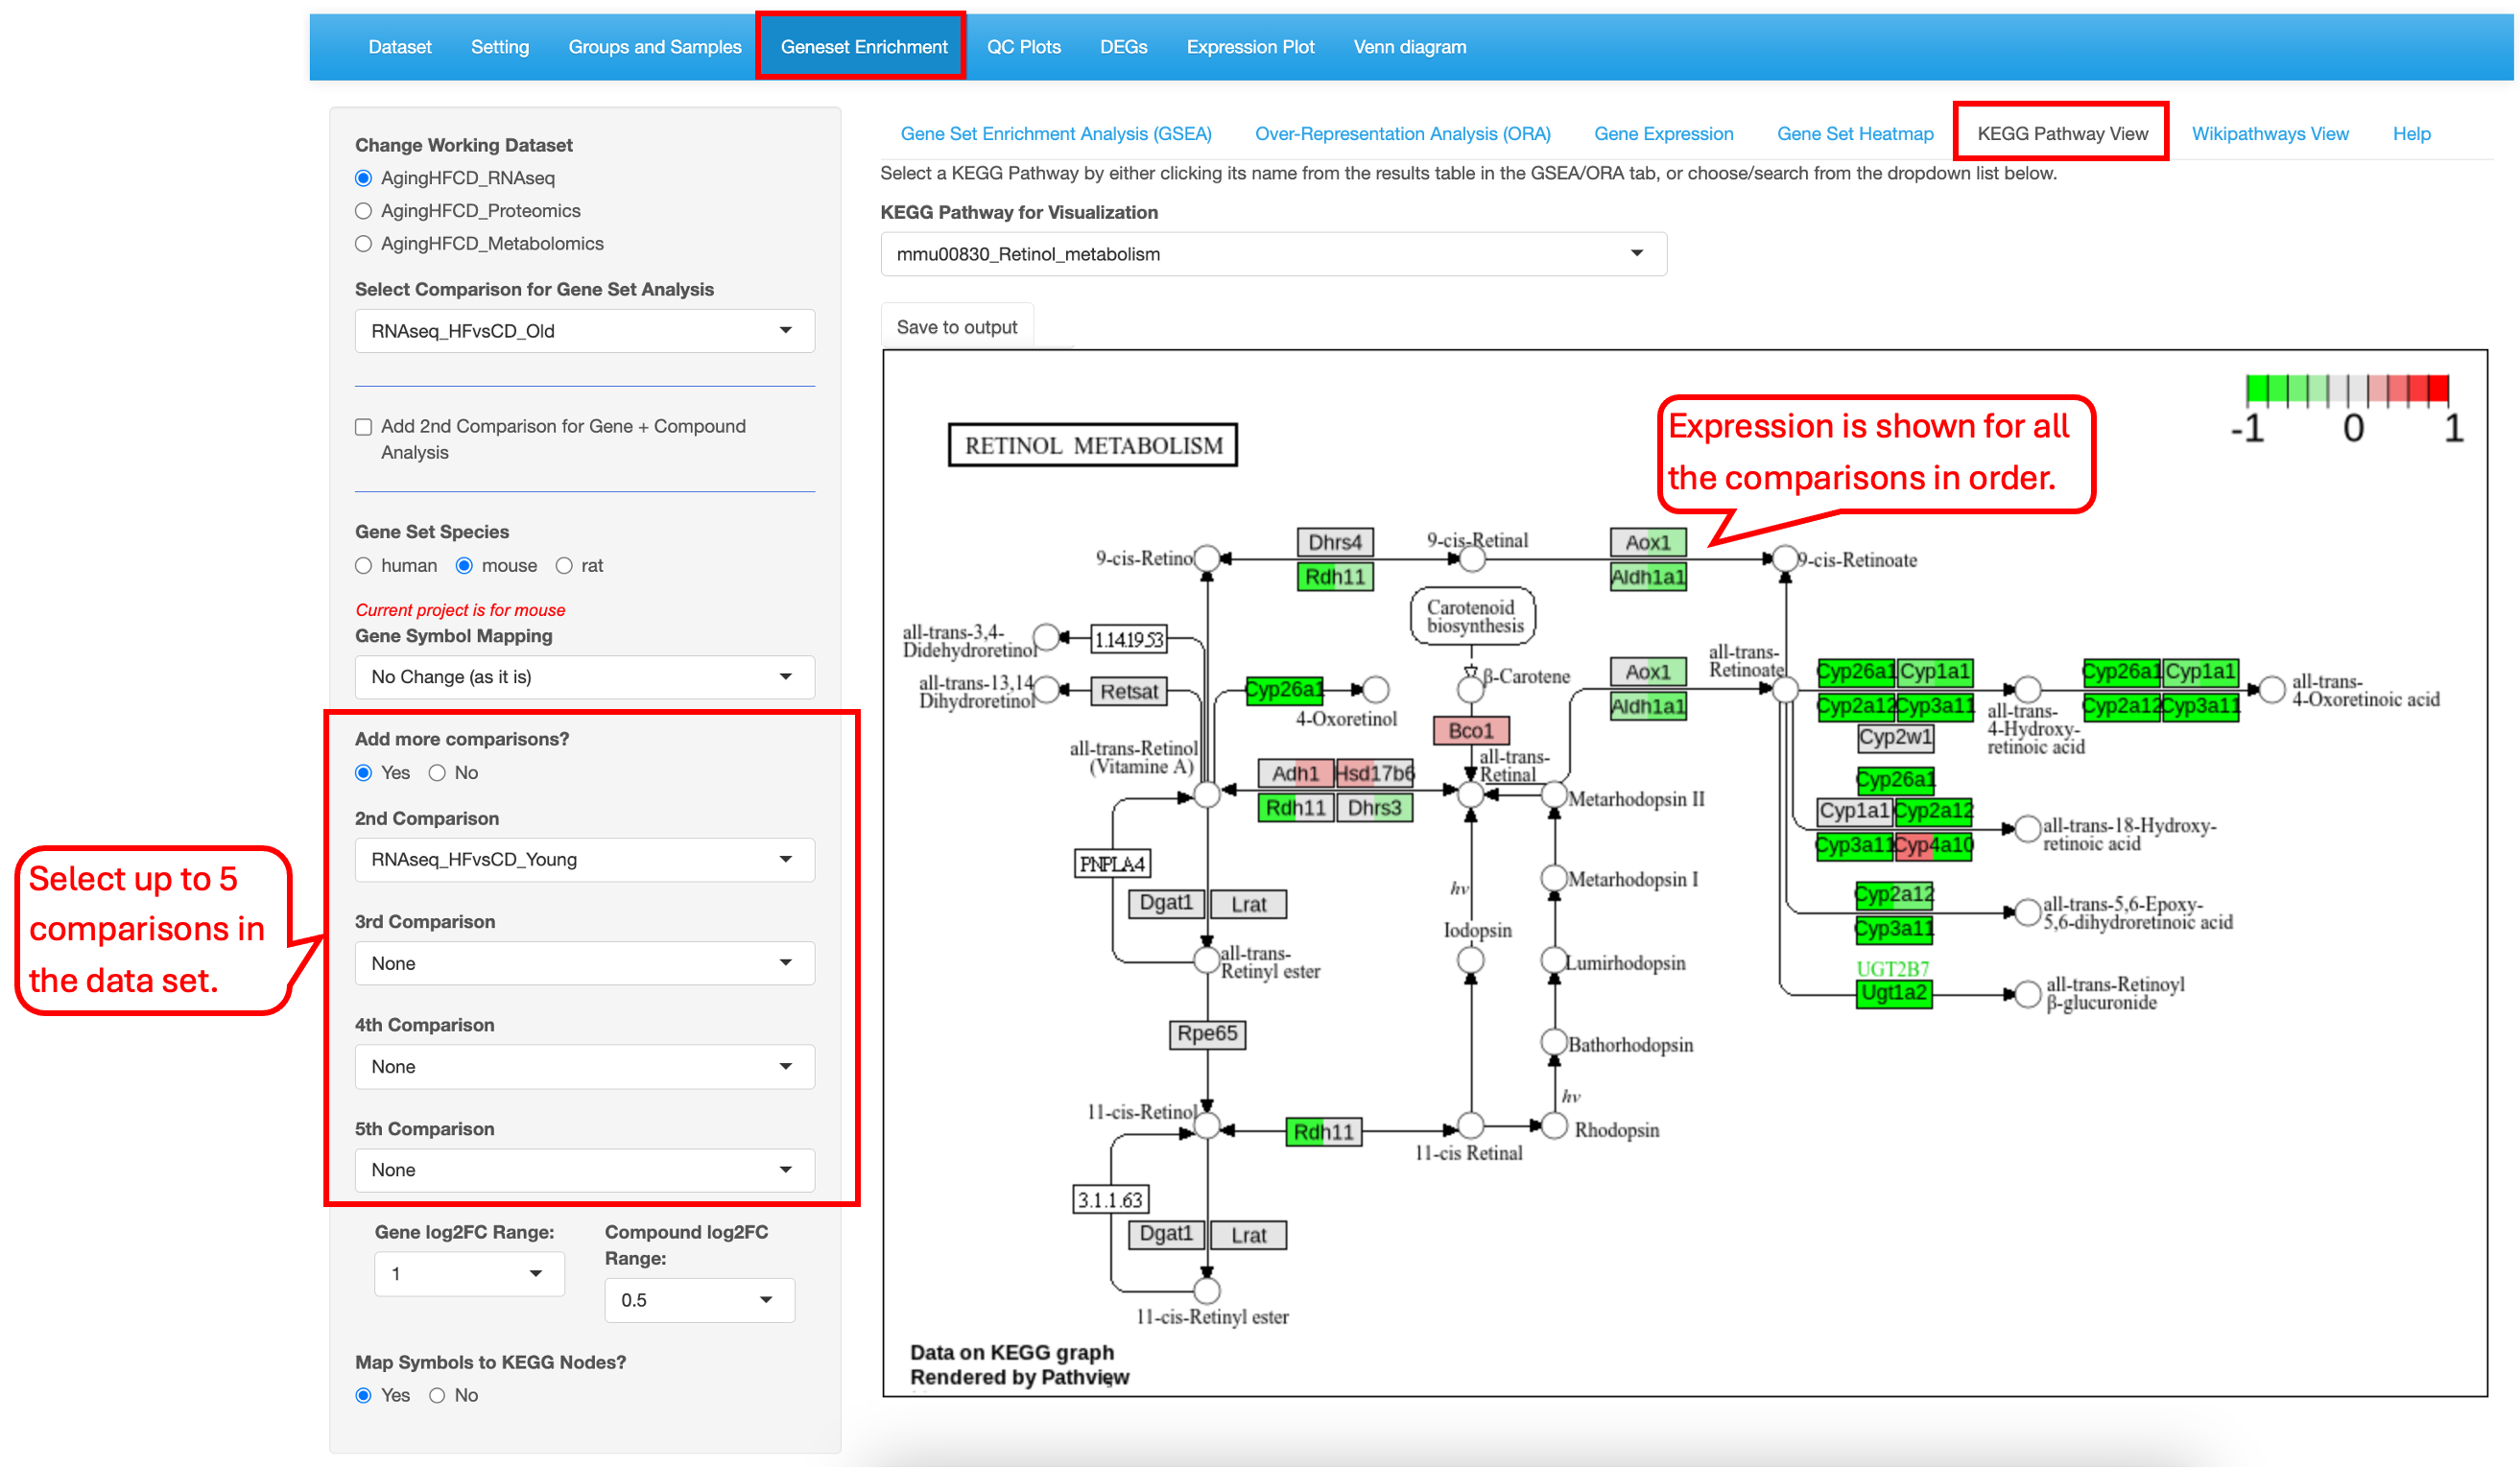 Dataset Setting Groups and Samples Geneset Enrichment QC Plots DEGs Expression Plot Venn diagram
Change Working Dataset
AgingHFCD_RNAseq
AgingHFCD_Proteomics
AgingHFCD_Metabolomics
Select Comparison for Gene Set Analysis
RNAseq_HFvsCD_Old
Add 2nd Comparison for Gene + Compound
Analysis
Gene Set Species
human mouse rat
Current project is for mouse
Gene Symbol Mapping
No Change (as it is)
Add more comparisons?
Yes No
2nd Comparison
RNAseq_HFvsCD_Young
3rd Comparison
None
4th Comparison
None
5th Comparison
None
Gene log2FC Range:
1
Compound log2FC
Range:
0.5
Map Symbols to KEGG Nodes?
Yes No
Select up to 5
comparisons in
the data set.
Gene Set Enrichment Analysis (GSEA) Over-Representation Analysis (ORA) Gene Expression Gene Set Heatmap KEGG Pathway View Wikipathways View Help
Select a KEGG Pathway by either clicking its name from the results table in the GSEA/ORA tab, or choose/search from the dropdown list below.
KEGG Pathway for Visualization
mmu00830_Retinol_metabolism
Save to output
-1 0 1
Expression is shown for all
the comparisons in order.
RETINOL METABOLISM
9-cis-Retinol
Dhrs4
Rdh11
9-cis-Retinal
Aox1
Aldh1a1
9-cis-Retinoate
Carotenoid
biosynthesis
all-trans-3,4-
Didehydroretinol
1.14.19.53
all-trans-13,14
Dihydroretinol
Retsat
Cyp26a1
4-Oxoretinol
β-Carotene
Bco1
Aox1
Aldh1a1
all-trans-
Retinoate
Cyp26a1 Cyp1a1
Cyp2a12 Cyp3a11
Cyp2w1
all-trans-
4-Hydroxy-
retinoic acid
Cyp26a1 Cyp1a1
Cyp2a12 Cyp3a11
all-trans-
4-Oxoretinoic acid
all-trans-Retinol
(Vitamine A)
Adh1 Hsd17b6
Rdh11 Dhrs3
all-trans-
Retinal
Metarhodopsin II
Cyp26a1
Cyp1a1 Cyp2a12
Cyp3a11 Cyp4a10
all-trans-18-Hydroxy-
retinoic acid
PNPLA4
Dgat1 Lrat
hv
Metarhodopsin I
Cyp2a12
Cyp3a11
all-trans-5,6-Epoxy-
5,6-dihydroretinoic acid
Iodopsin
all-trans-
Retinyl ester
Lumirhodopsin
UGT2B7
Ugt1a2
all-trans-Retinoyl
β-glucuronide
Rpe65
Bathorhodopsin
hv
11-cis-Retinol
Rdh11
11-cis Retinal
Rhodopsin
3.1.1.63
Dgat1 Lrat
11-cis-Retinyl ester
Data on KEGG graph
Rendered by Pathview